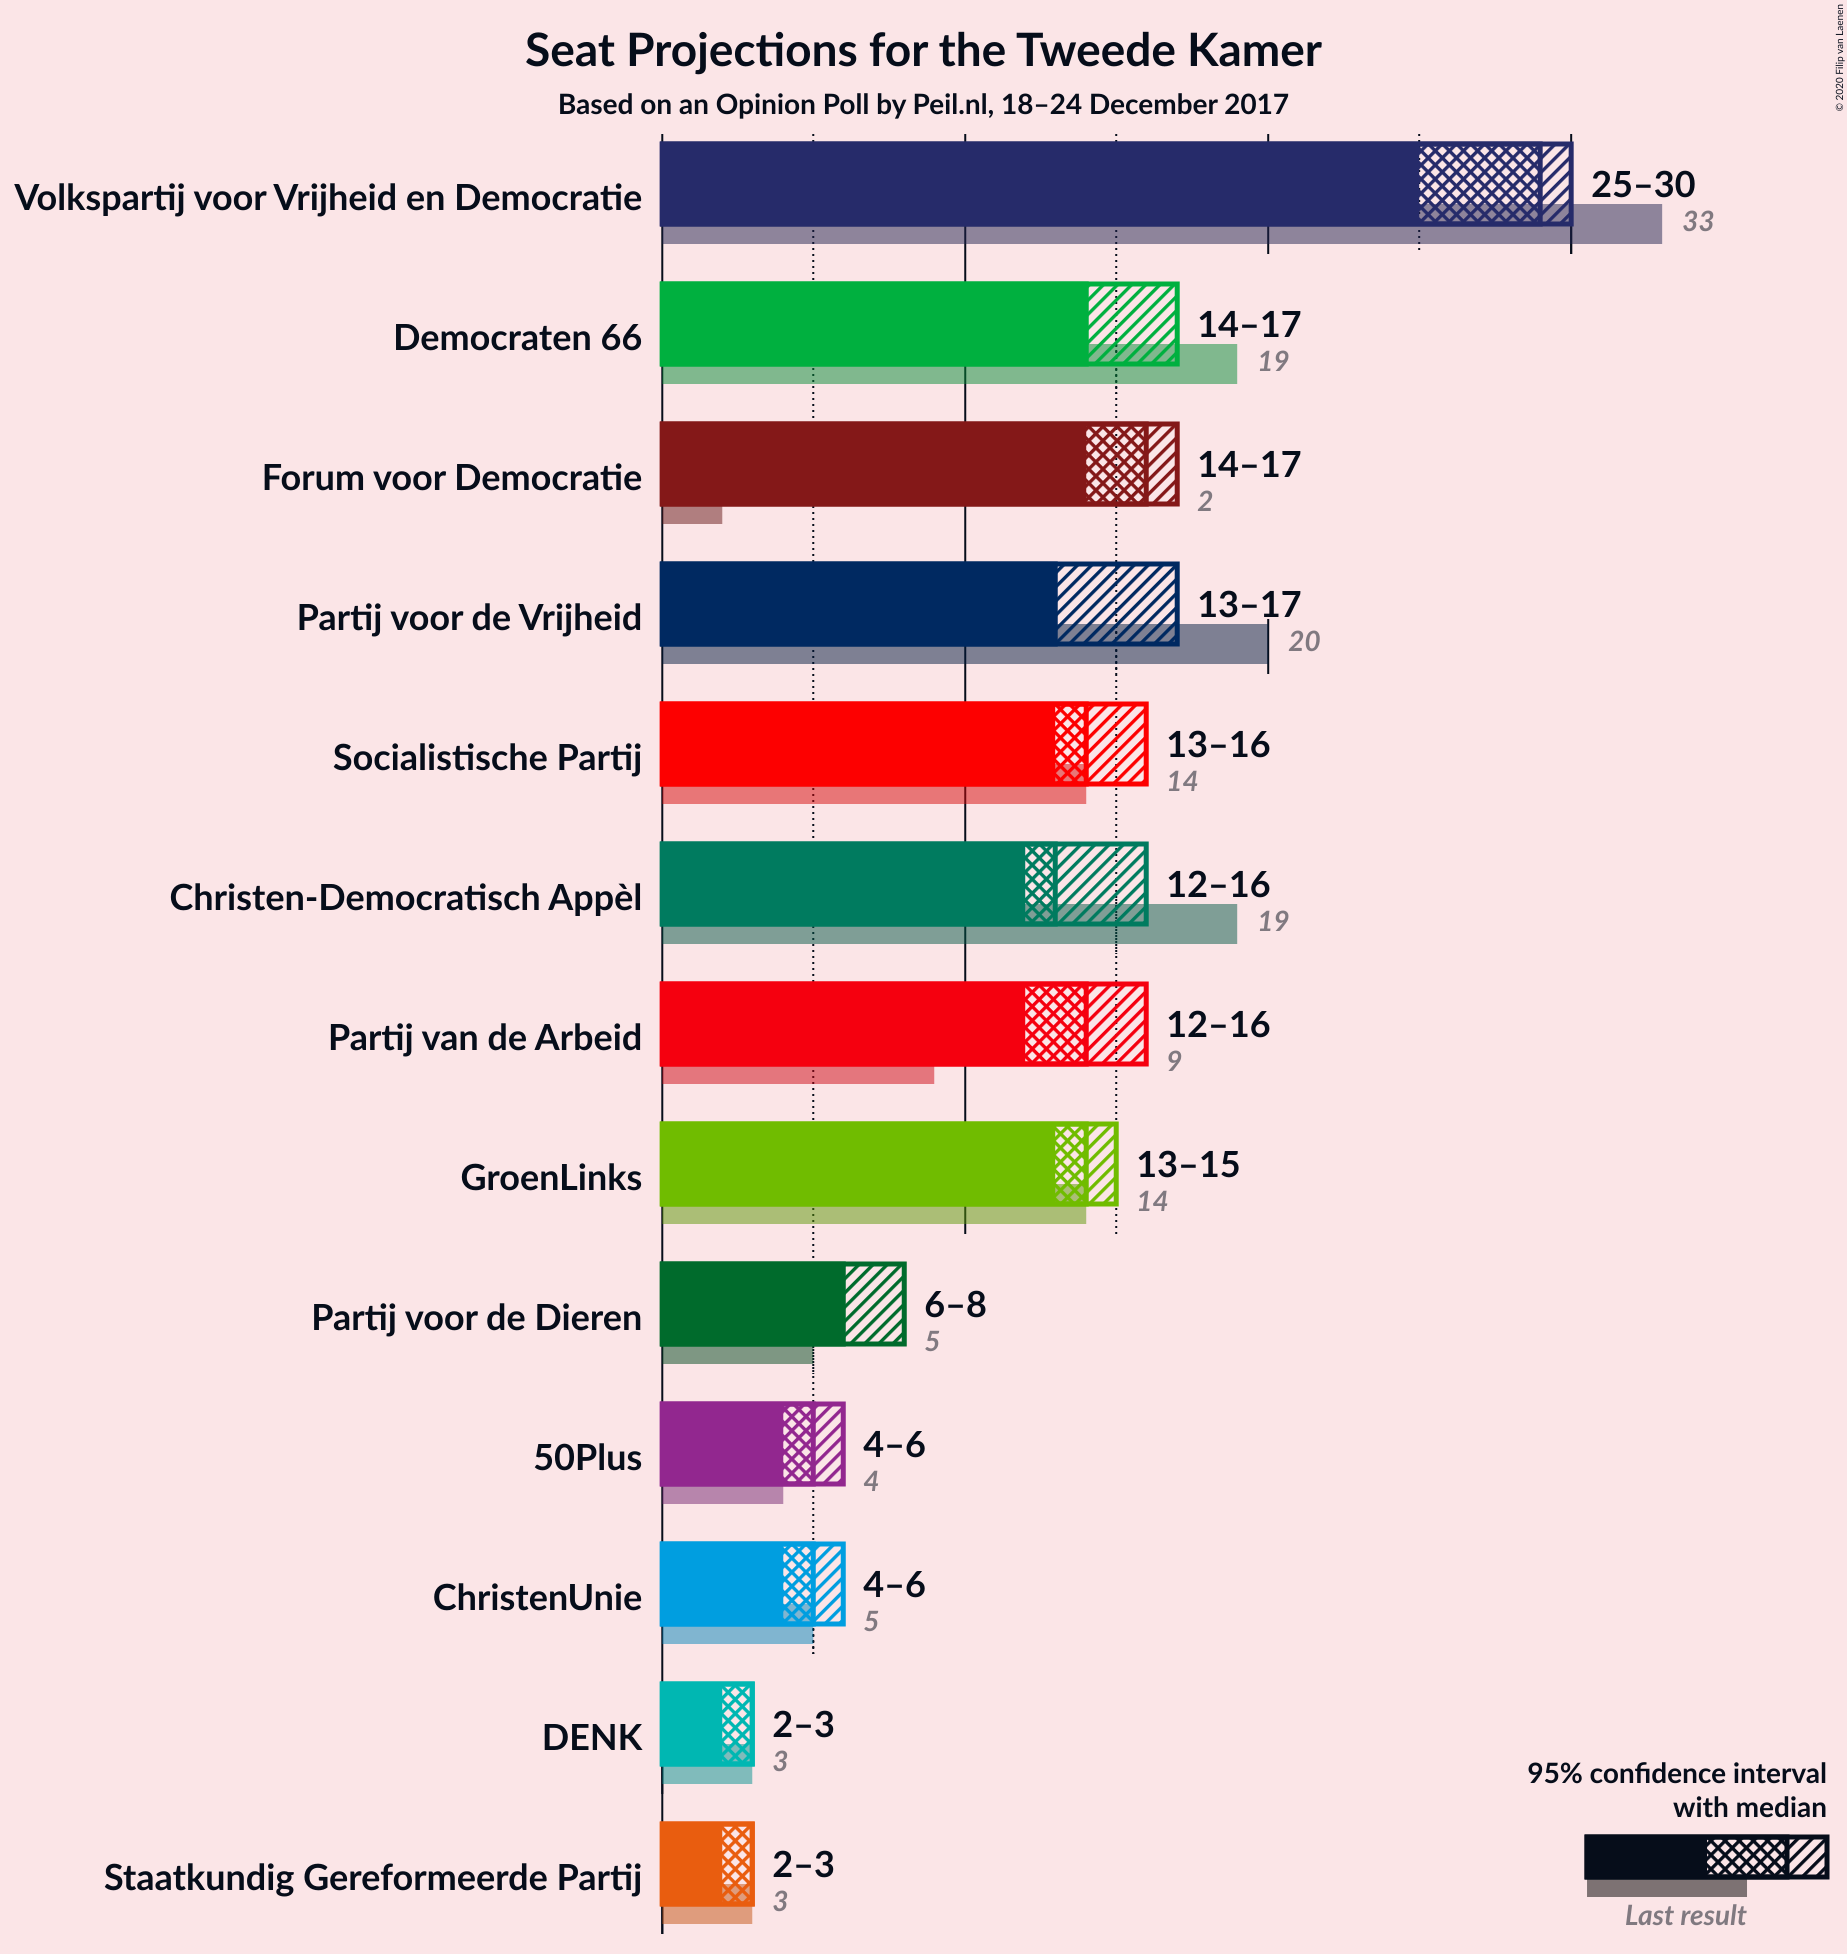 Seat Projections for the Tweede Kamer
Based on an Opinion Poll by Peil.nl, 18–24 December 2017
© 2020 Filip van Laenen
Volkspartij voor Vrijheid en Democratie
25–30
33
Democraten 66
14–17
19
Forum voor Democratie
14–17
2
Partij voor de Vrijheid
13–17
20
Socialistische Partij
13–16
14
Christen-Democratisch Appèl
12–16
19
Partij van de Arbeid
12–16
9
GroenLinks
13–15
14
Partij voor de Dieren
6–8
5
50Plus
4–6
4
ChristenUnie
4–6
5
DENK
2–3
3
Staatkundig Gereformeerde Partij
2–3
3
95% confidence interval
with median
Last result